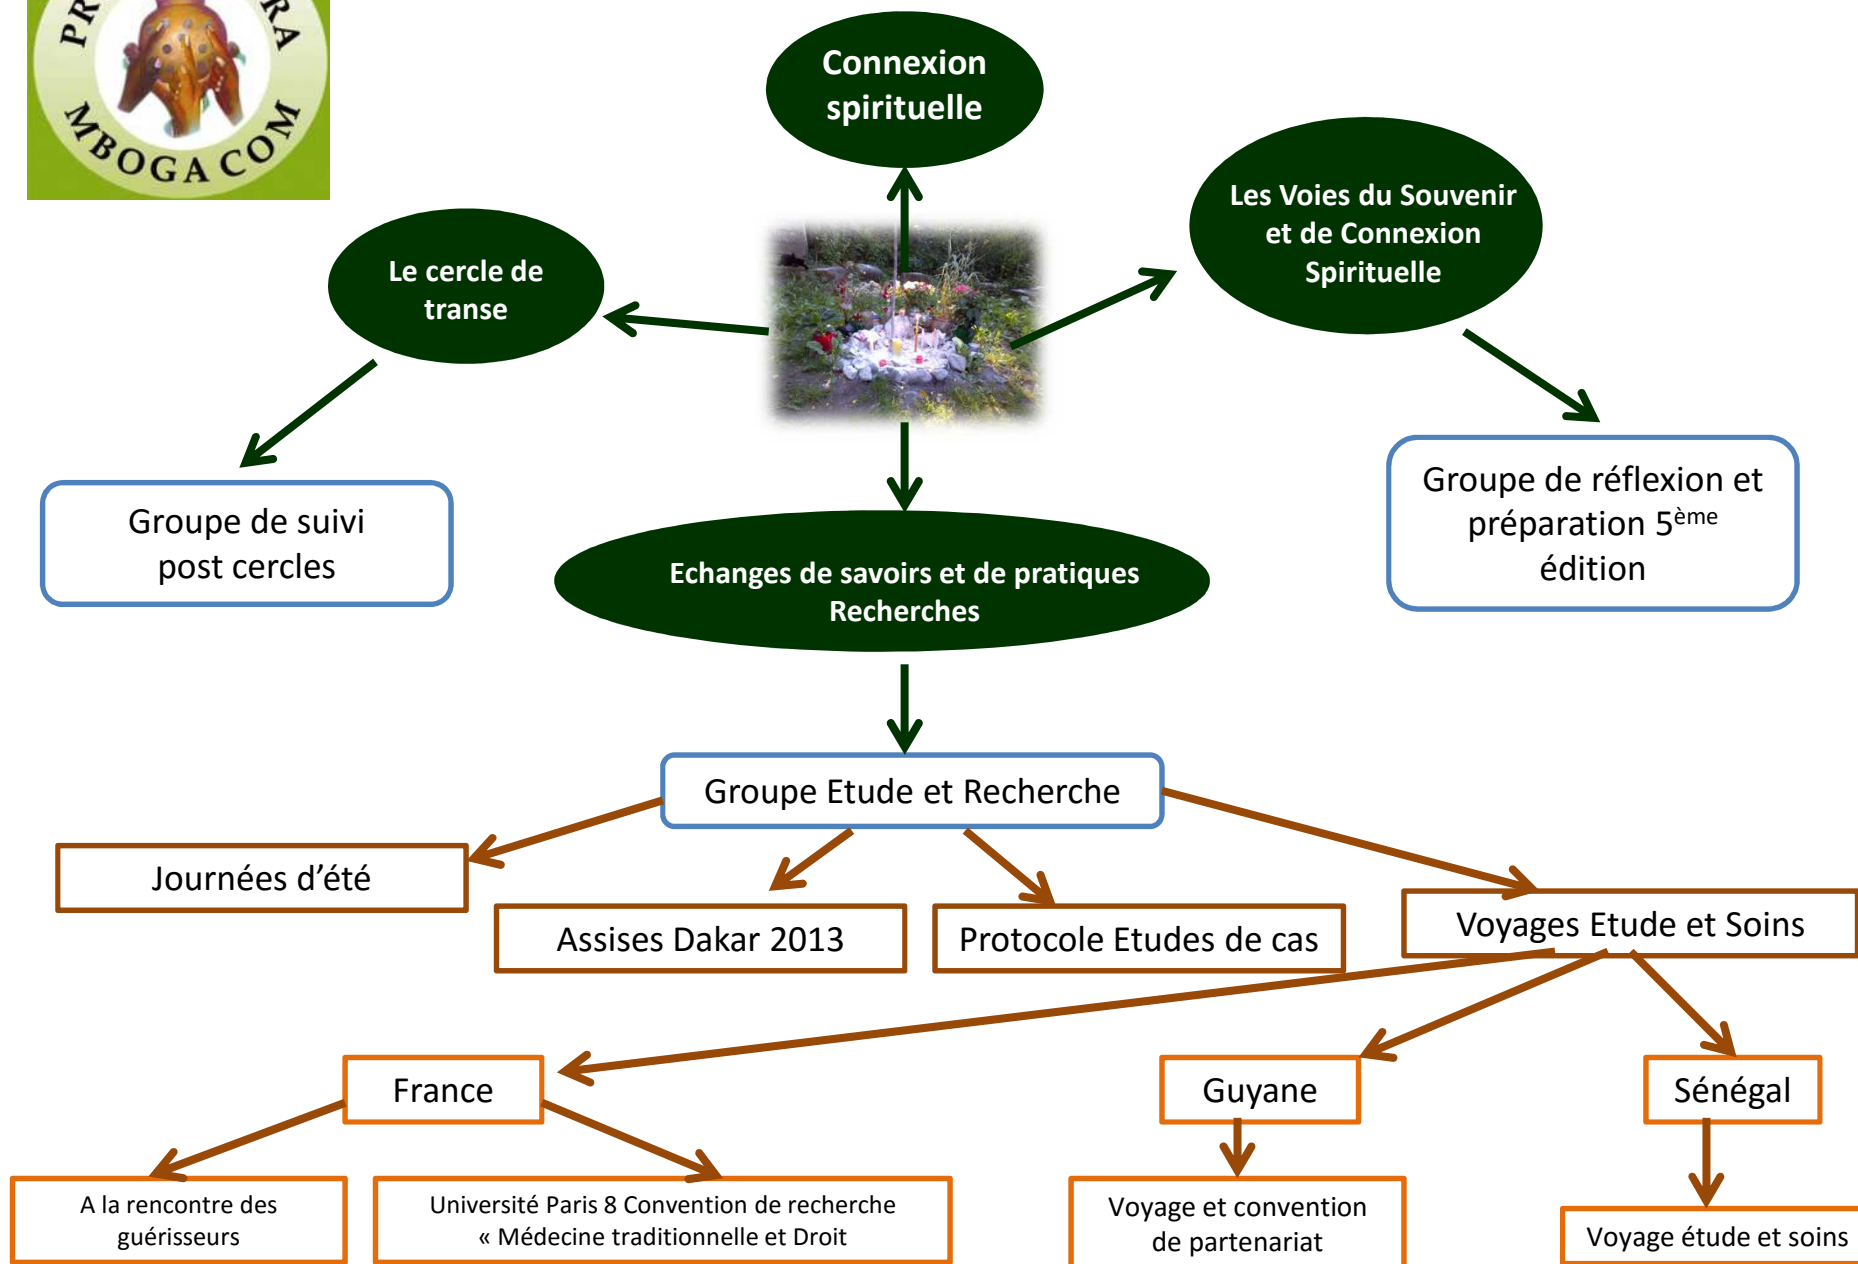 MBOGA COM
Connexion
spirituelle
Les Voies du Souvenir
et de Connexion
Spirituelle
Le cercle de
transe
Groupe de suivi
post cercles
Groupe de réflexion et
préparation 5ème
édition
Echanges de savoirs et de pratiques
Recherches
Groupe Etude et Recherche
Journées d'été
Assises Dakar 2013
Protocole Etudes de cas
Voyages Etude et Soins
France
Guyane
Sénégal
A la rencontre des
guérisseurs
Université Paris 8 Convention de recherche
« Médecine traditionnelle et Droit
Voyage et convention
de partenariat
Voyage étude et soins